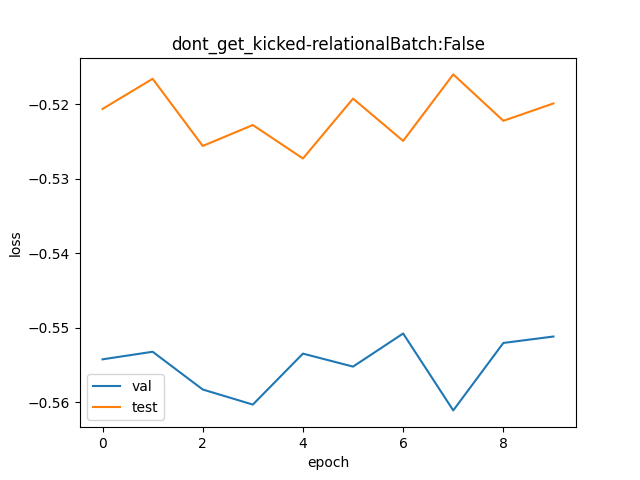 dont_get_kicked-relationalBatch:False
loss
−0.52
−0.53
−0.54
−0.55
−0.56
val
test
0
2
4
6
8
epoch